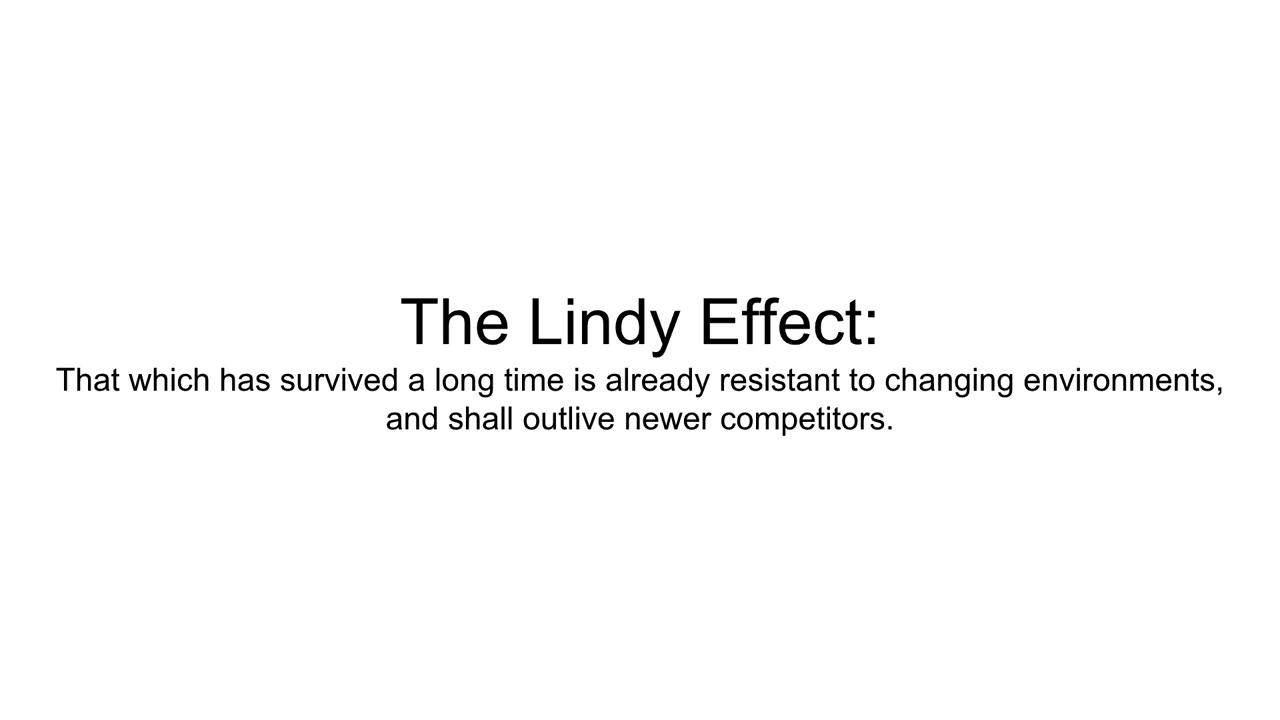 The Lindy Effect:
That which has survived a long time is already resistant to changing environments,
and shall outlive newer competitors.